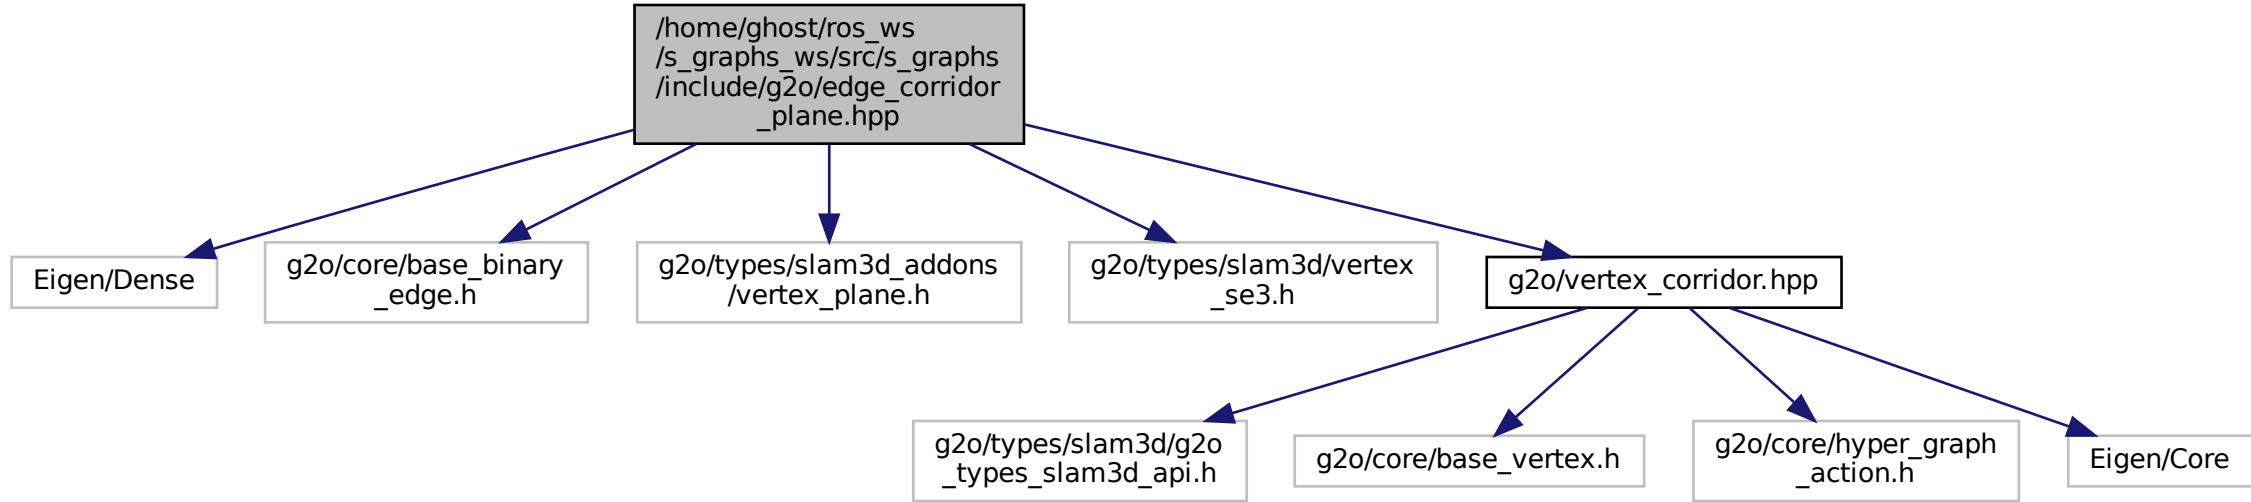 /home/ghost/ros_ws
/s_graphs_ws/src/s_graphs
/include/g2o/edge_corridor
_plane.hpp
Eigen/Dense
g2o/core/base_binary
_edge.h
g2o/types/slam3d_addons
/vertex_plane.h
g2o/types/slam3d/vertex
_se3.h
g2o/vertex_corridor.hpp
g2o/types/slam3d/g2o
_types_slam3d_api.h
g2o/core/base_vertex.h
g2o/core/hyper_graph
_action.h
Eigen/Core